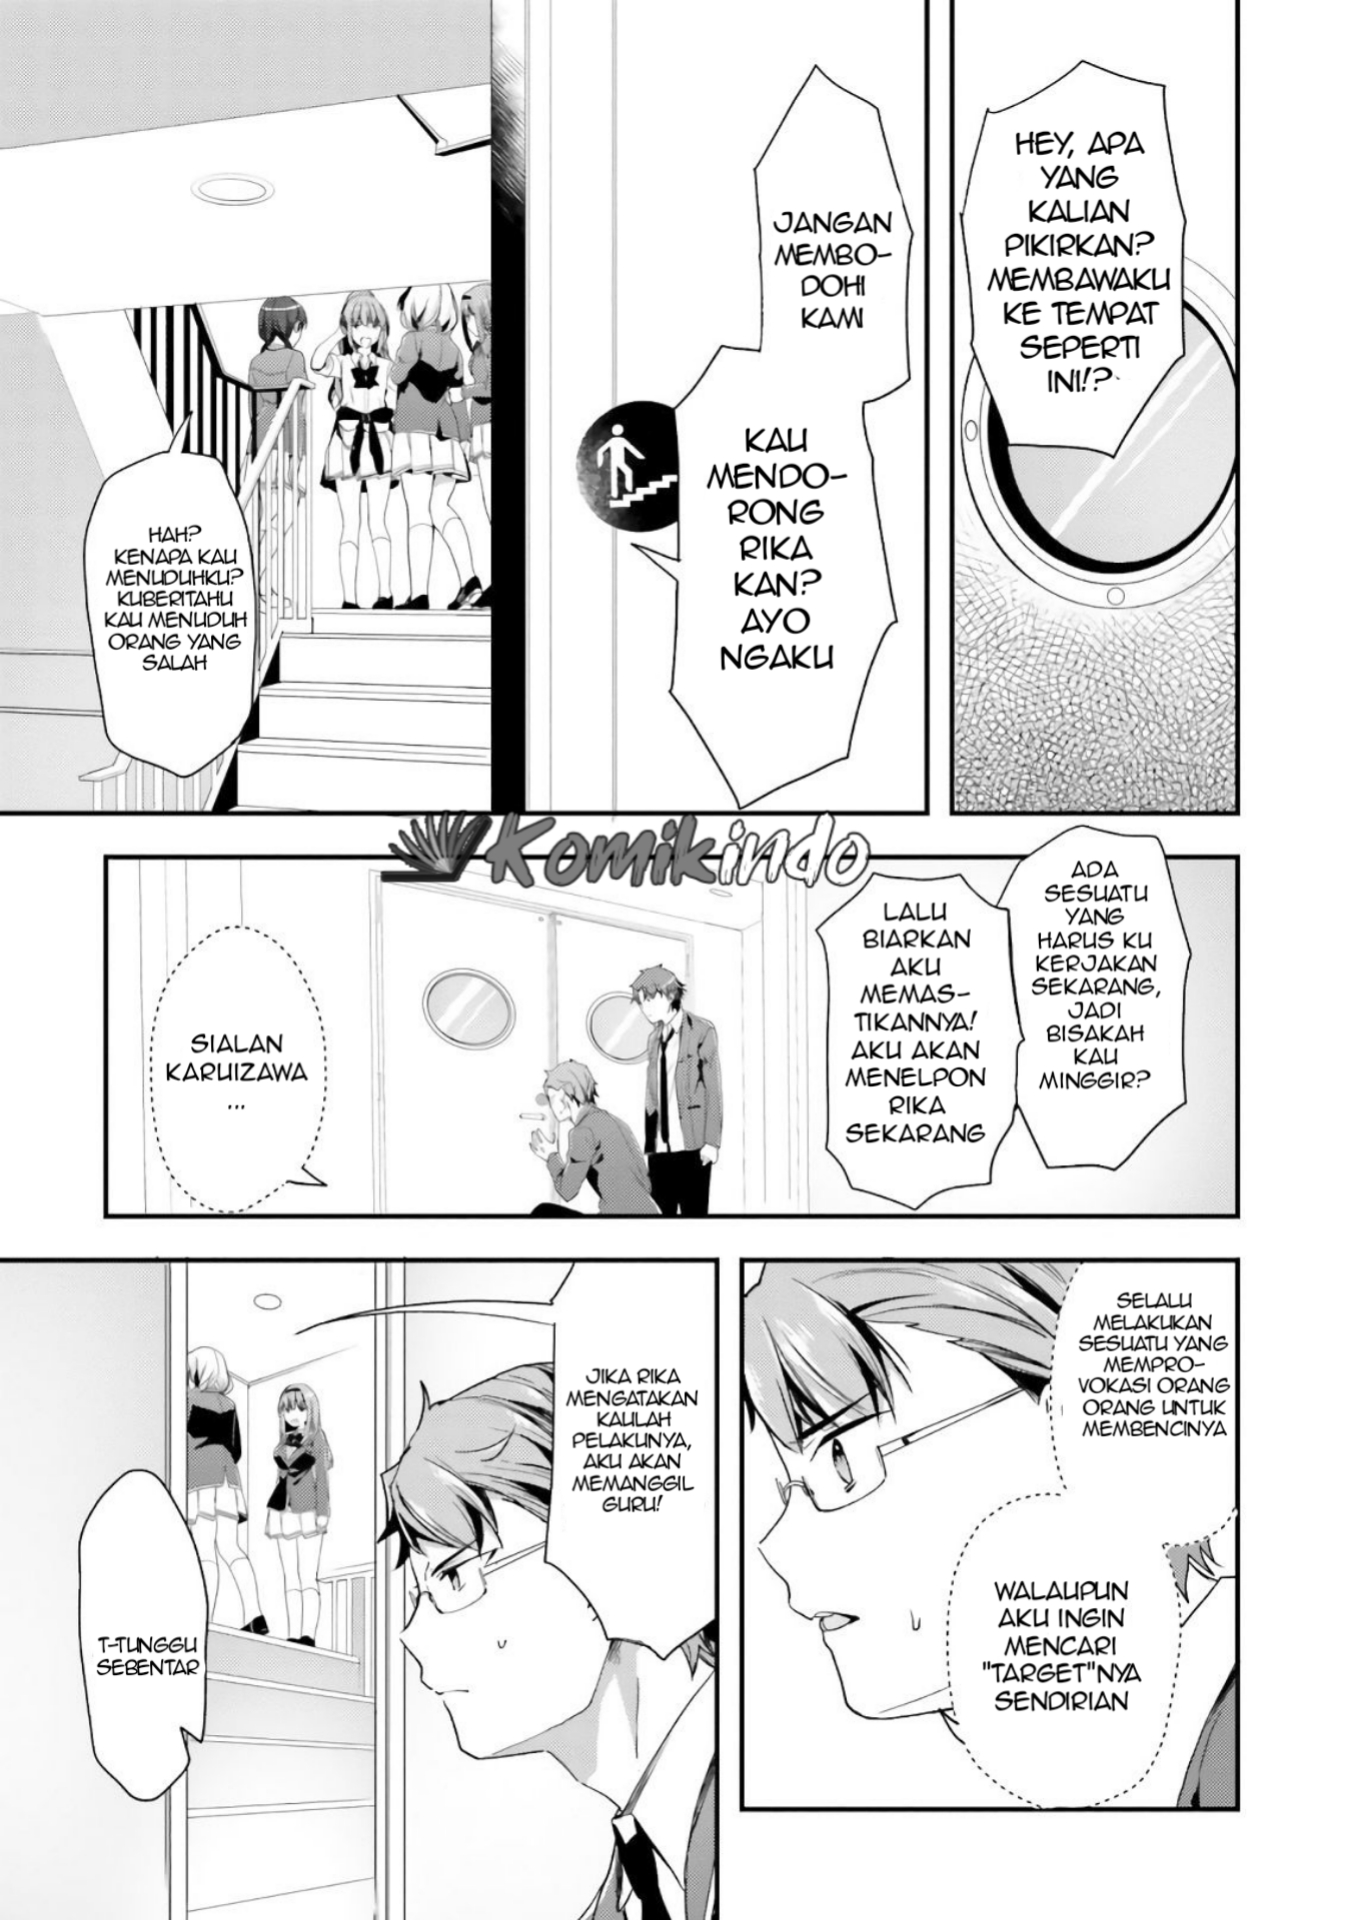 HEY, APA
YANG
KALIAN
PIKIRKAN?
MEMBAWAKU
KE TEMPAT
SEPERTI
INI!?
JANGAN
MEMBO-
DOHI
KAMI
KAU
MENDO-
RONG
RIKA
KAN?
AYO
NGAKU
HAH?
KENAPA KAU
MENUDUHKU?
KUBERITAHU
KAU MENUDUH
ORANG YANG
SALAH
Komikindo
ADA
SESUATU
YANG
HARUS KU
KERJAKAN
SEKARANG,
JADI
BISAKAH
KAU
MINGGIR?
LALU
BIARKAN
AKU
MEMAS-
TIKANNYA!
AKU AKAN
MENELPON
RIKA
SEKARANG
SIALAN
KARUIZAWA
...
SELALU
MELAKUKAN
SESUATU YANG
MEMPRO-
VOKASI ORANG
ORANG UNTUK
MEMBENCINYA
WALAUPUN
AKU INGIN
MENCARI
"TARGET"NYA
SENDIRIAN
JIKA RIKA
MENGATAKAN
KAULAH
PELAKUNYA,
AKU AKAN
MEMANGGIL
GURU!
T-TUNGGU
SEBENTAR